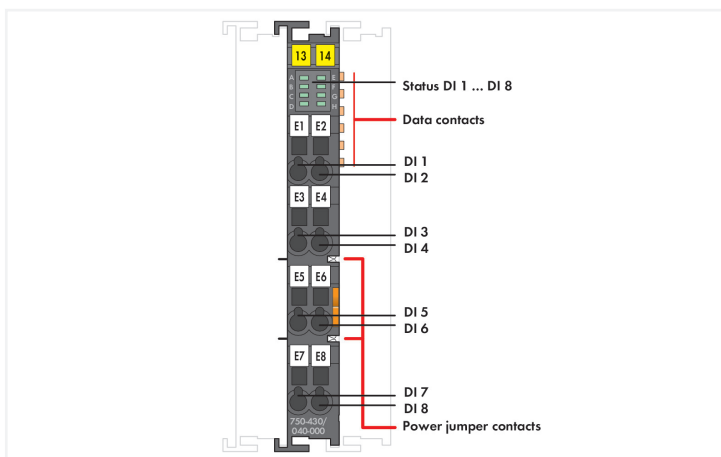 13 14
A E
B F
C G
D H
Status DI 1 ... DI 8
Data contacts
E1 E2
DI 1
DI 2
E3 E4
DI 3
DI 4
E5 E6
DI 5
DI 6
E7 E8
DI 7
DI 8
750-430/
040-000
Power jumper contacts